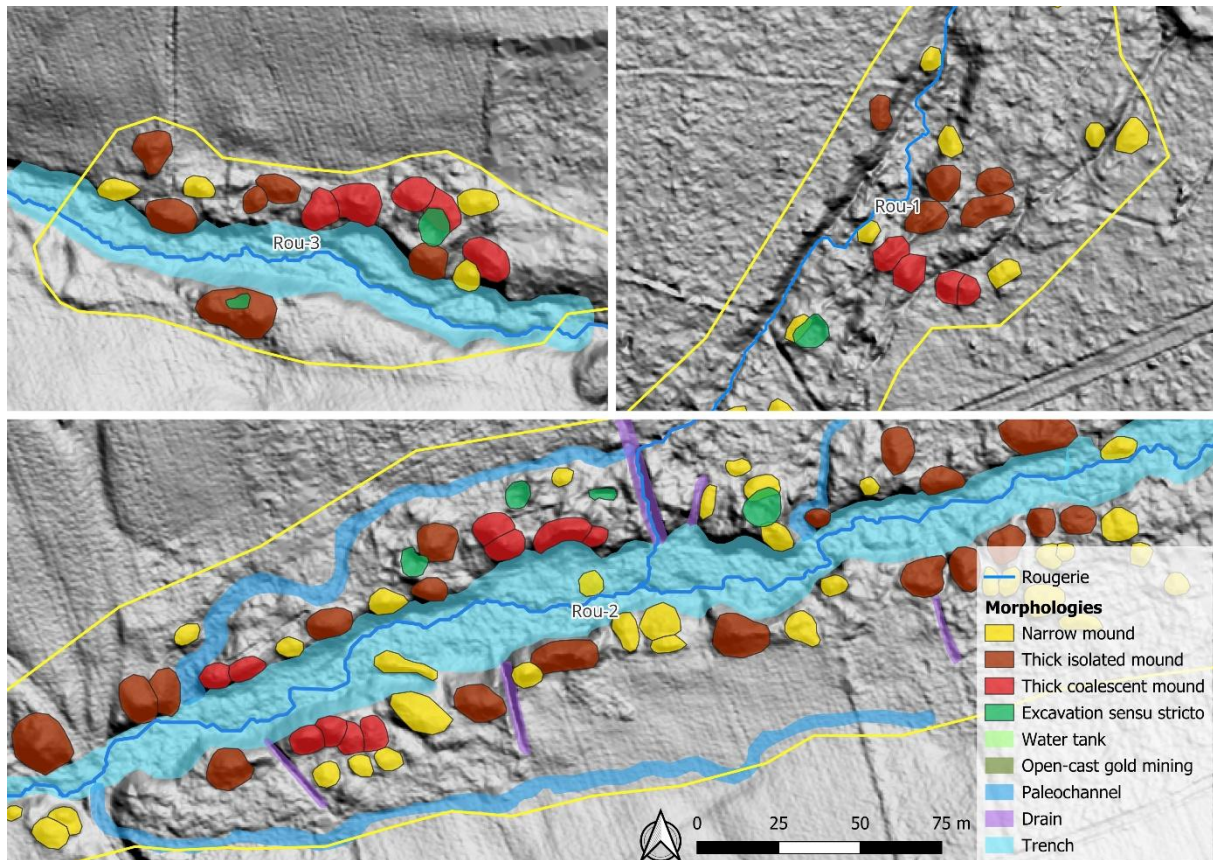 Rou-3
Rou-1
Rou-2
Rougerie
Morphologies
Narrow mound
Thick isolated mound
Thick coalescent mound
Excavation sensu stricto
Water tank
Open-cast gold mining
Paleochannel
Drain
Trench
0 25 50 75 m